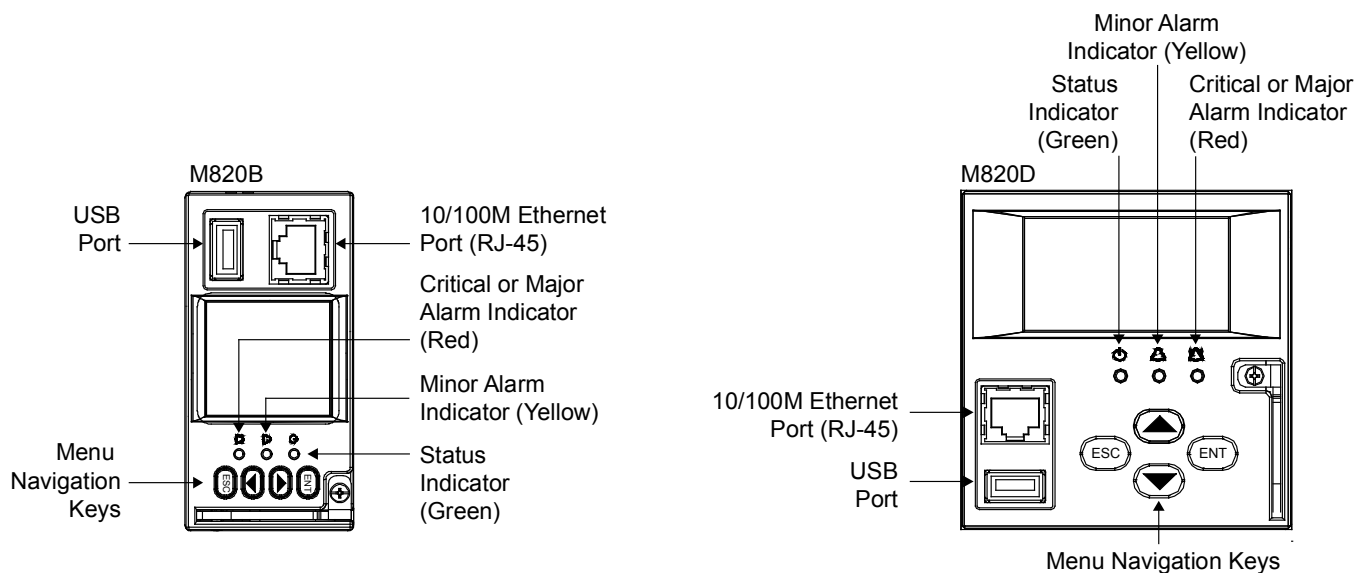 M820B
USB
Port
10/100M Ethernet
Port (RJ-45)
Critical or Major
Alarm Indicator
(Red)
Minor Alarm
Indicator (Yellow)
Menu
Navigation
Keys
Status
Indicator
(Green)
ESC
ENT
Minor Alarm
Indicator (Yellow)
Status
Indicator
(Green)
Critical or Major
Alarm Indicator
(Red)
M820D
10/100M Ethernet
Port (RJ-45)
USB
Port
ESC
ENT
Menu Navigation Keys